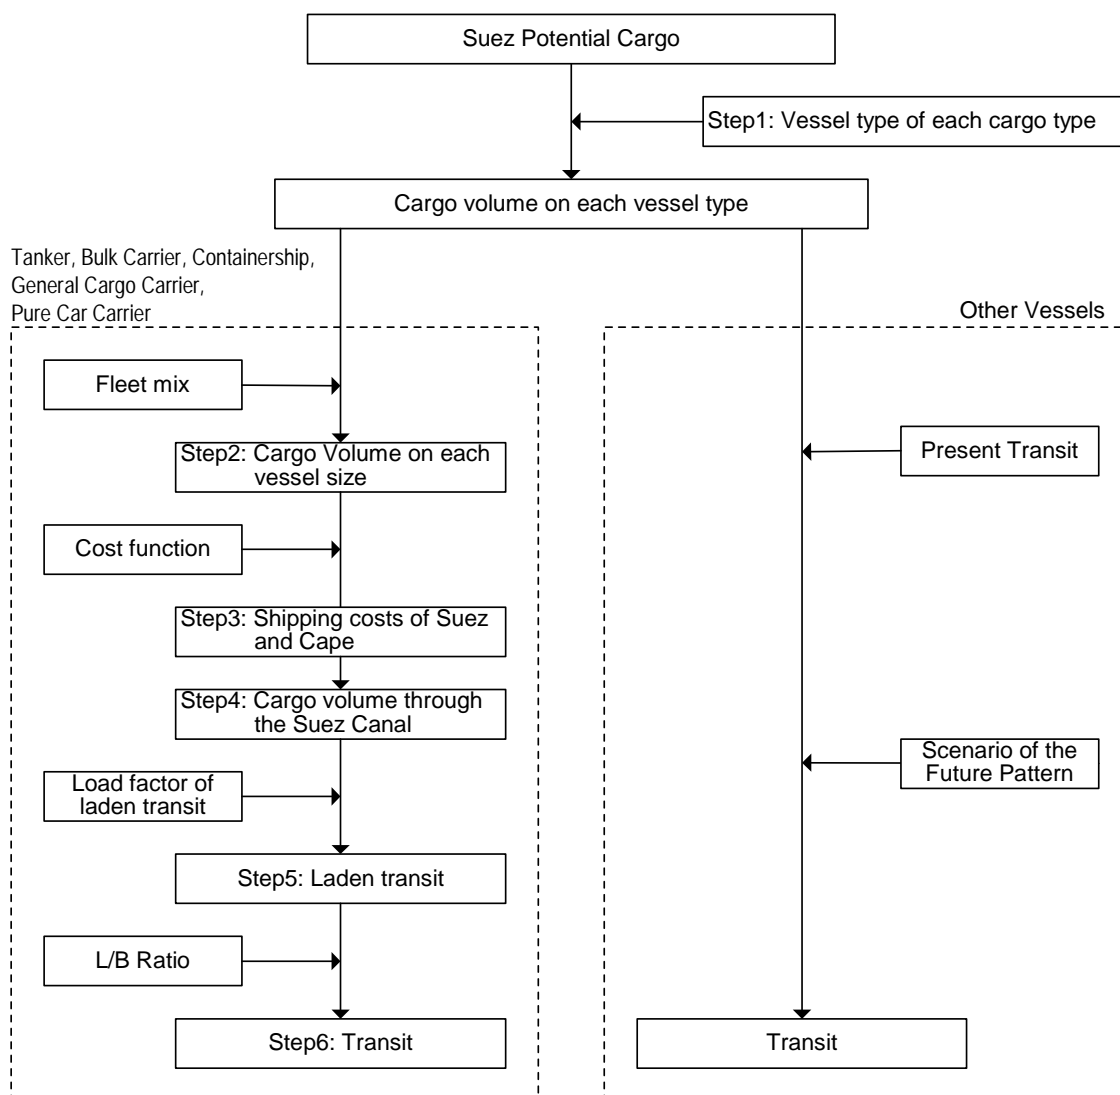 Suez Potential Cargo
Step1: Vessel type of each cargo type
Cargo volume on each vessel type
Tanker, Bulk Carrier, Containership,
General Cargo Carrier,
Pure Car Carrier
Other Vessels
Fleet mix
Step2: Cargo Volume on each
vessel size
Present Transit
Cost function
Step3: Shipping costs of Suez
and Cape
Step4: Cargo volume through
the Suez Canal
Scenario of the
Future Pattern
Load factor of
laden transit
Step5: Laden transit
L/B Ratio
Step6: Transit
Transit